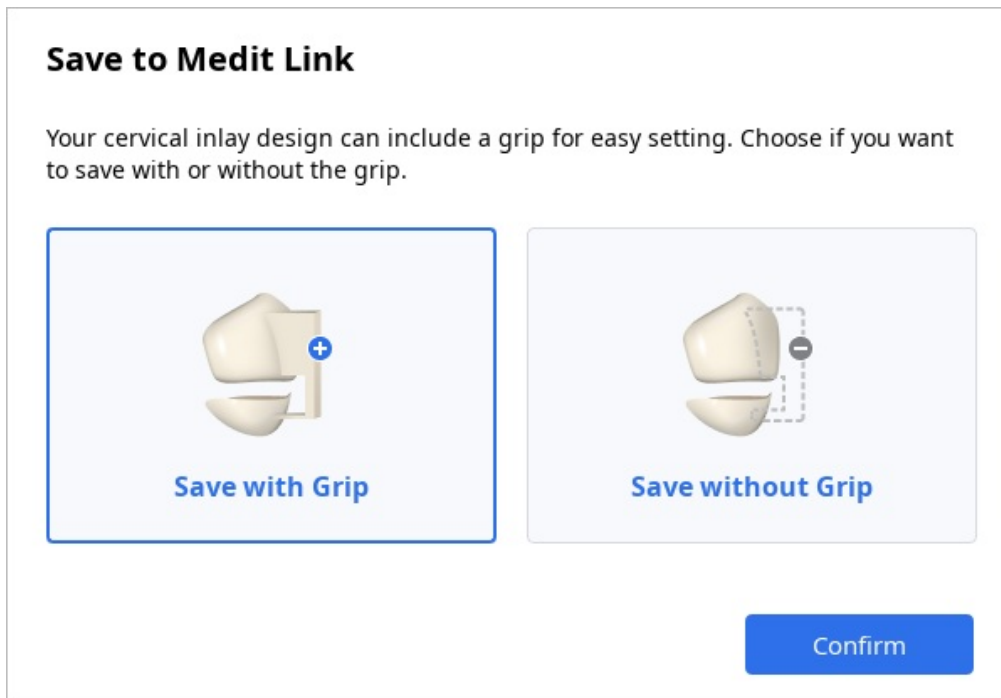 Save to Medit Link
Your cervical inlay design can include a grip for easy setting. Choose if you want
to save with or without the grip.
Save with Grip
Save without Grip
Confirm